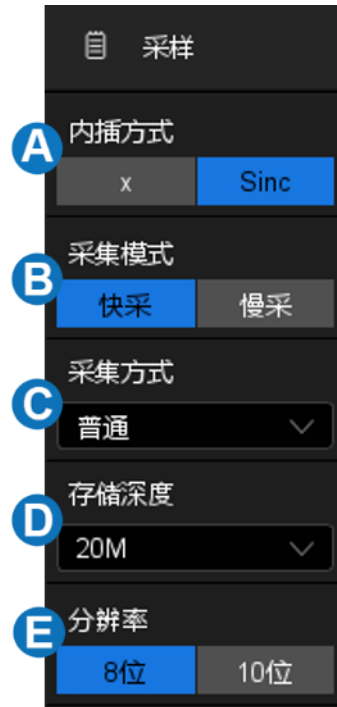 采样
A
内插方式
x Sinc
B
采集模式
快采 慢采
C
采集方式
普通
D
存储深度
20M
E
分辨率
8位 10位